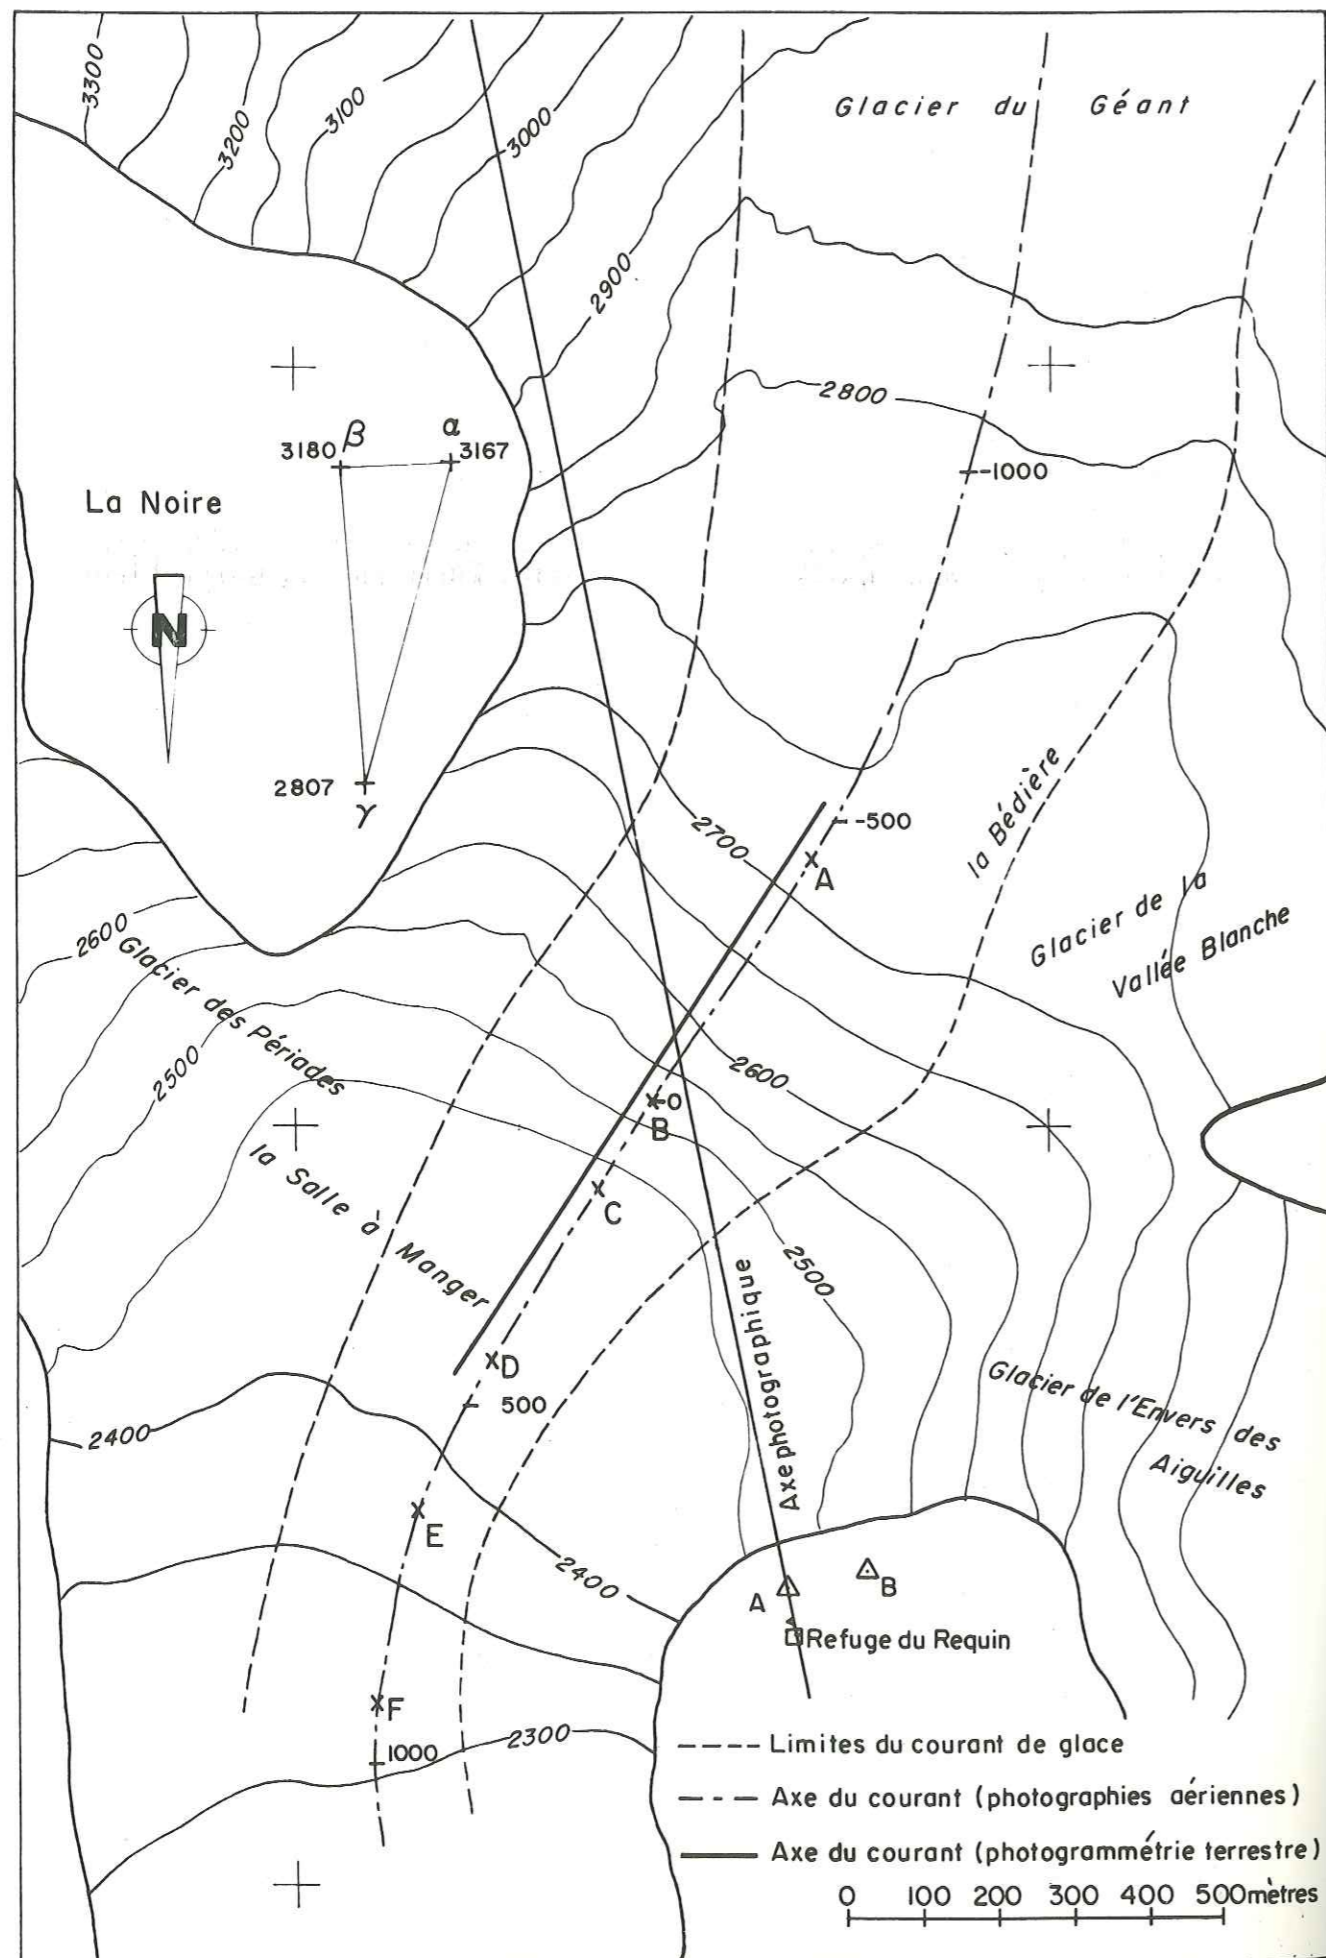 3300
3200
3100
3000
Glacier du Géant
2900
2800
β
α
3180
3167
-1000
La Noire
N
2807
γ
-500
2700
la Bédière
A
Glacier de la
Vallée Blanche
2600
Glacier des Périades
2500
2600
0
B
la Salle à Manger
C
2500
Axe photographique
D
500
Glacier de l'Envers des
Aiguilles
2400
E
2400
A
B
Refuge du Requin
F
1000
2300
Limites du courant de glace
Axe du courant (photographies aériennes)
Axe du courant (photogrammétrie terrestre)
0 100 200 300 400 500 mètres